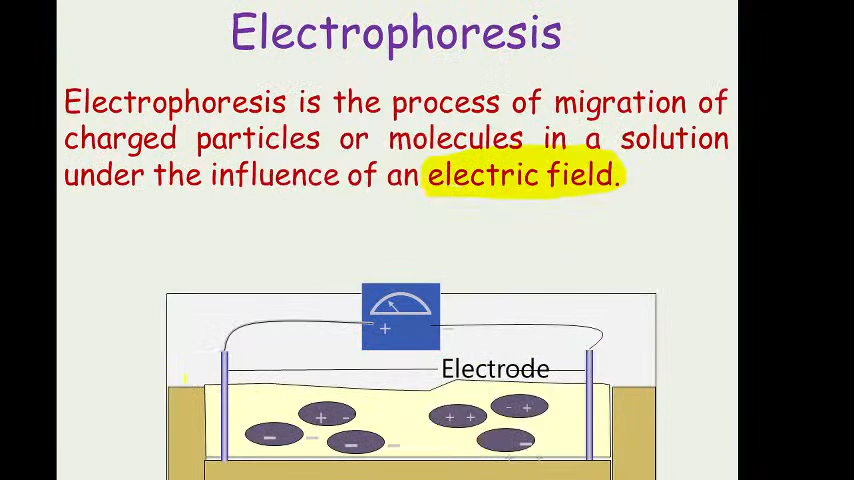 Electrophoresis
Electrophoresis is the process of migration of
charged particles or molecules in a solution
under the influence of an electric field.
+ −
Electrode
+ − + + - +
− − − − −